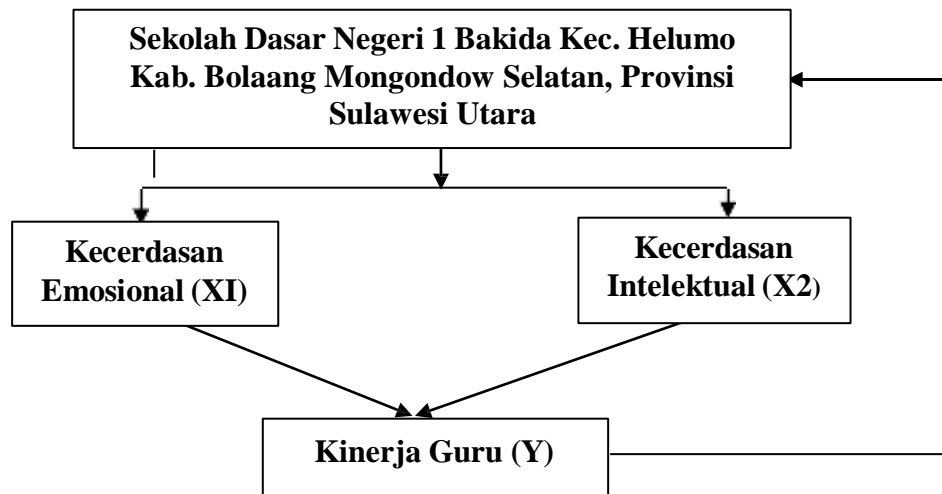 Sekolah Dasar Negeri 1 Bakida Kec. Helumo
Kab. Bolaang Mongondow Selatan, Provinsi
Sulawesi Utara
Kecerdasan
Emosional (XI)
Kecerdasan
Intelektual (X2)
Kinerja Guru (Y)